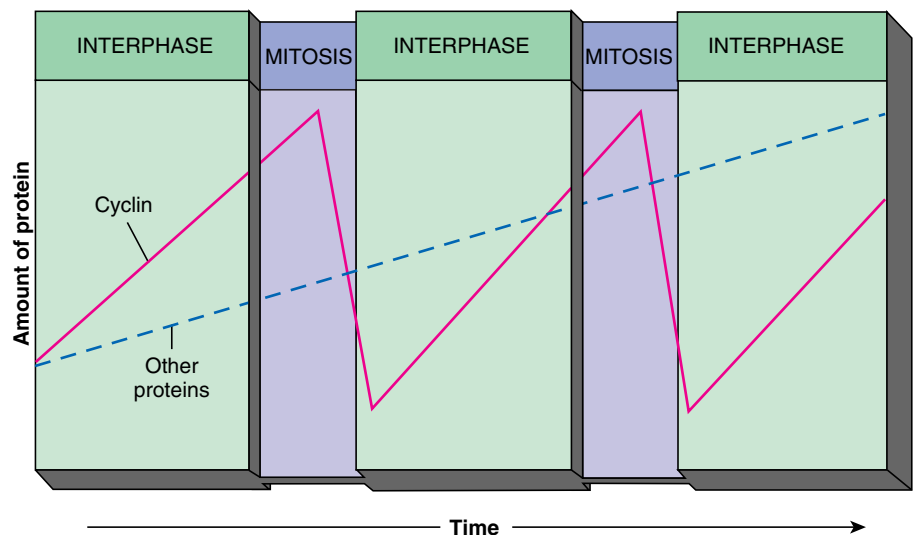 INTERPHASE
MITOSIS
INTERPHASE
MITOSIS
INTERPHASE
Amount of protein
Cyclin
Other
proteins
Time